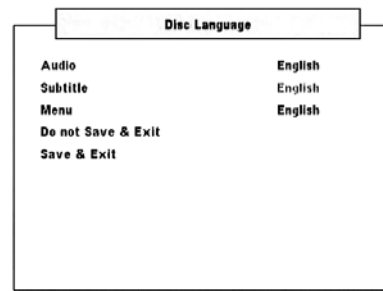 Disc Language
Audio English
Subtitle English
Menu English
Do not Save & Exit
Save & Exit